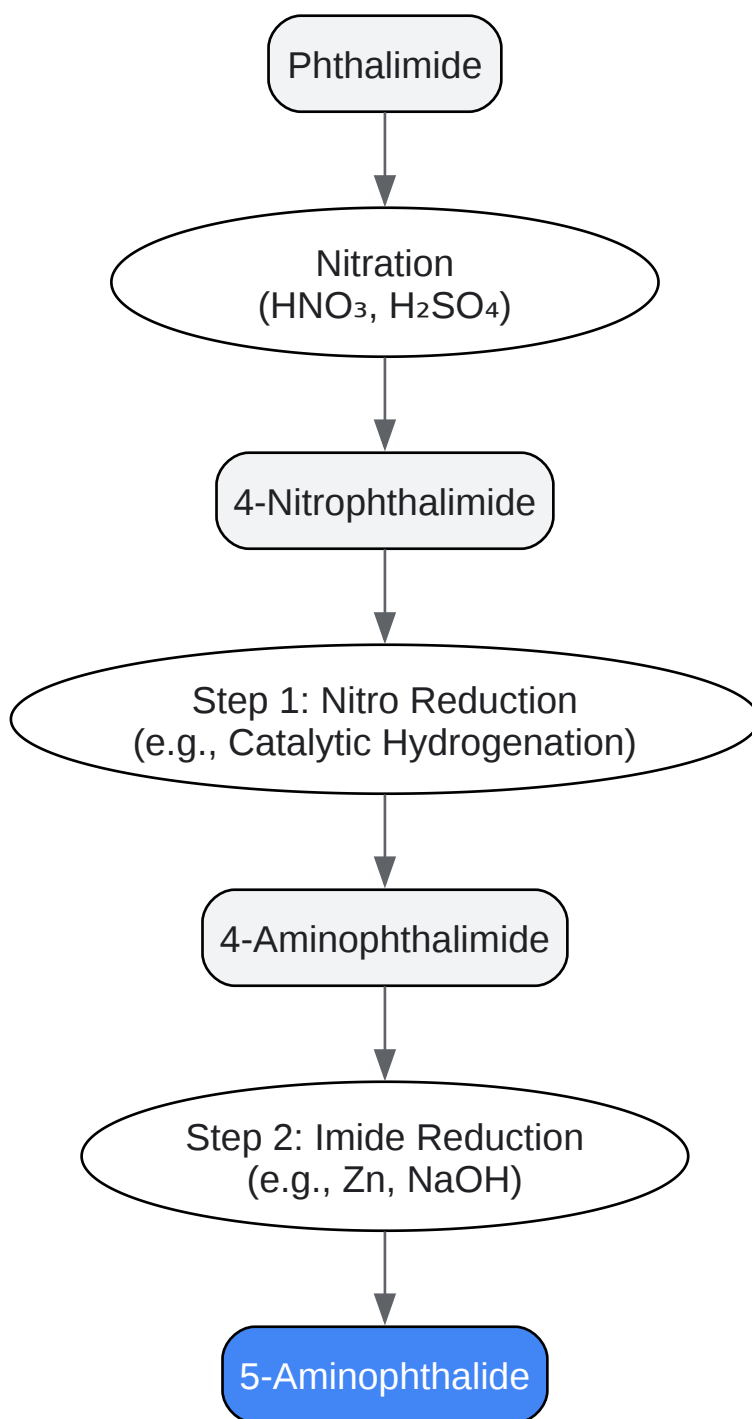 Phthalimide
Nitration
(HNO₃, H₂SO₄)
4-Nitrophthalimide
Step 1: Nitro Reduction
(e.g., Catalytic Hydrogenation)
4-Aminophthalimide
Step 2: Imide Reduction
(e.g., Zn, NaOH)
5-Aminophthalide